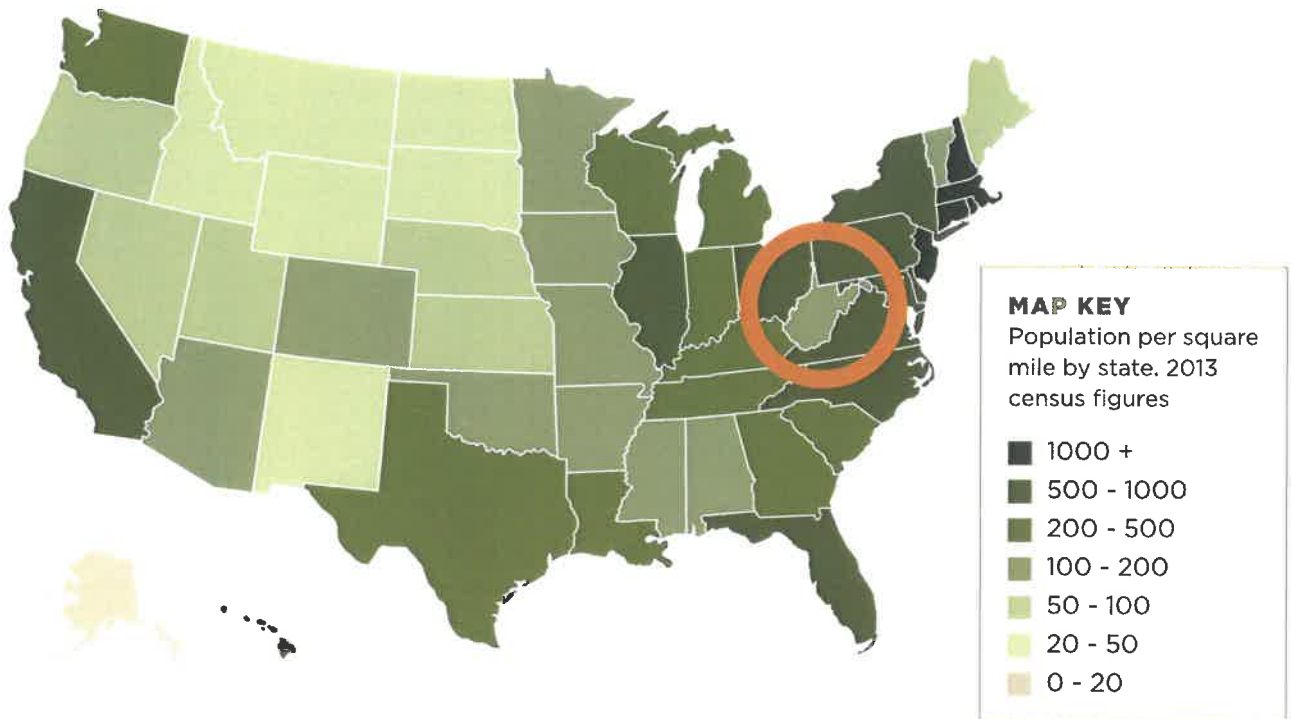 MAP KEY
Population per square
mile by state. 2013
census figures
1000 +
500 - 1000
200 - 500
100 - 200
50 - 100
20 - 50
0 - 20